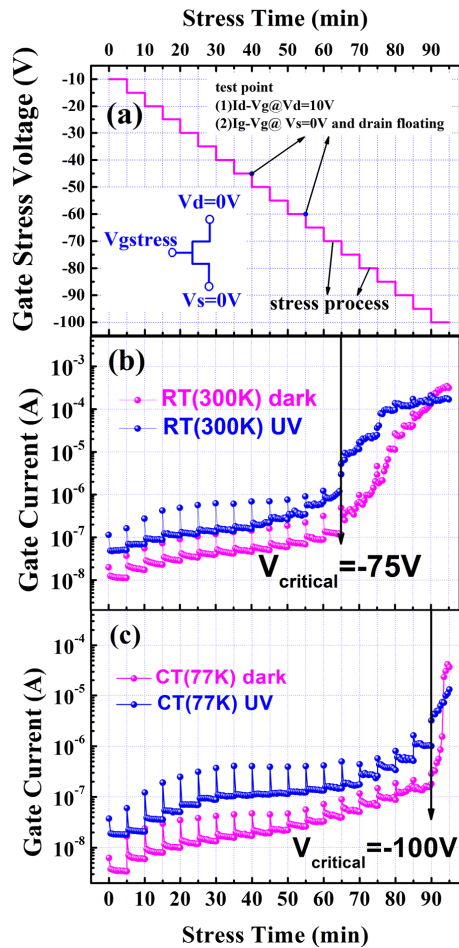 Stress Time (min)
0 10 20 30 40 50 60 70 80 90
Gate Stress Voltage (V)
-10
-20
-30
-40
-50
-60
-70
-80
-90
-100
(a)
test point
(1)Id-Vg@Vd=10V
(2)Ig-Vg@ Vs=0V and drain floating
Vd=0V
Vgstress
Vs=0V
stress process
Gate Current (A)
10-3
10-4
10-5
10-6
10-7
10-8
(b)
RT(300K) dark
RT(300K) UV
Vcritical=-75V
Gate Current (A)
10-4
10-5
10-6
10-7
10-8
(c)
CT(77K) dark
CT(77K) UV
Vcritical=-100V
0 10 20 30 40 50 60 70 80 90
Stress Time (min)